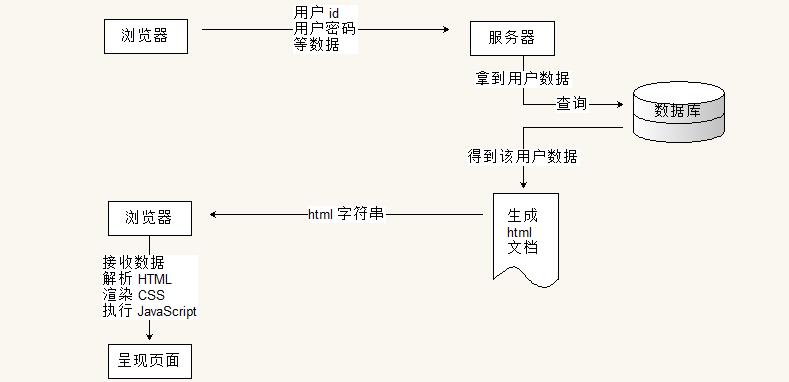 浏览器
用户 id
用户密码
等数据
服务器
拿到用户数据
查询
数据库
得到该用户数据
生成
html
文档
html 字符串
浏览器
接收数据
解析 HTML
渲染 CSS
执行 JavaScript
呈现页面